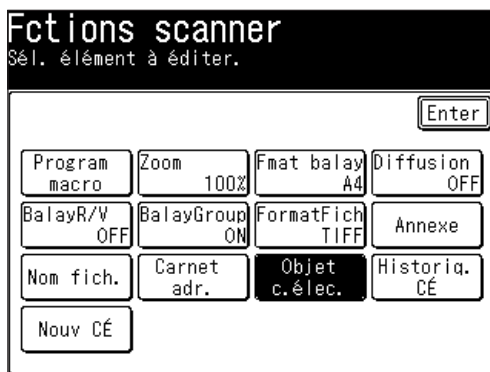 Fctions scanner
Sél. élément à éditer.
Enter
Program macro
Zoom 100%
Fmat balay A4
Diffusion OFF
BalayR/V OFF
BalayGroup ON
FormatFich TIFF
Annexe
Nom fich.
Carnet adr.
Objet c.élec.
Historiq. CÉ
Nouv CÉ